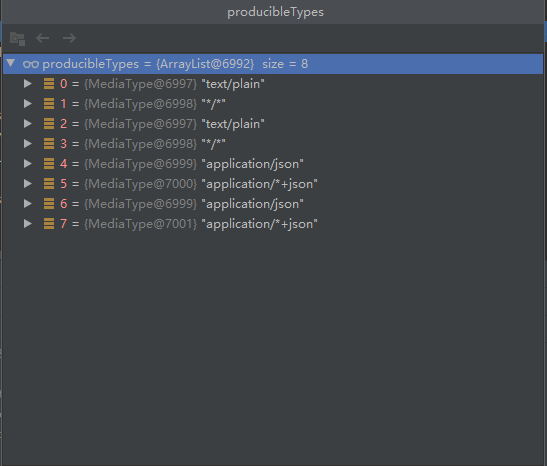 producibleTypes
producibleTypes = {ArrayList@6992} size = 8
0 = {MediaType@6997} "text/plain"
1 = {MediaType@6998} "*/*"
2 = {MediaType@6997} "text/plain"
3 = {MediaType@6998} "*/*"
4 = {MediaType@6999} "application/json"
5 = {MediaType@7000} "application/*+json"
6 = {MediaType@6999} "application/json"
7 = {MediaType@7001} "application/*+json"